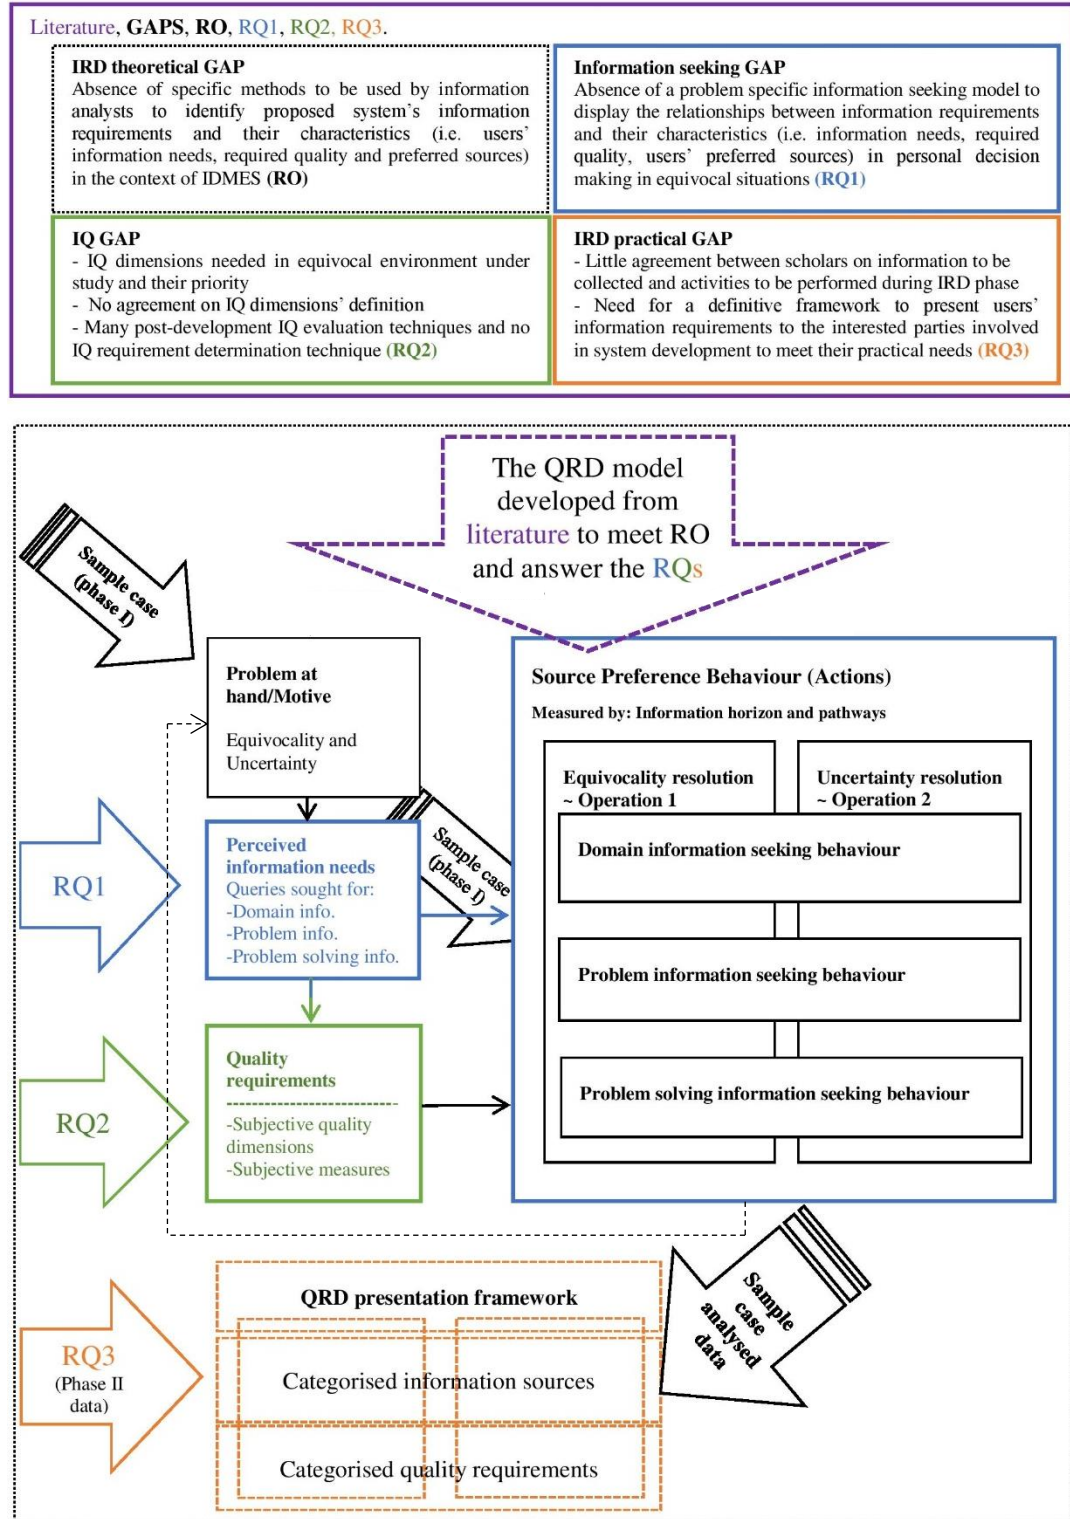 Literature, GAPS, RO, RQ1, RQ2, RQ3.
IRD theoretical GAP
Absence of specific methods to be used by information
analysts to identify proposed system's information
requirements and their characteristics (i.e. users'
information needs, required quality and preferred sources)
in the context of IDMES (RO)
Information seeking GAP
Absence of a problem specific information seeking model to
display the relationships between information requirements
and their characteristics (i.e. information needs, required
quality, users' preferred sources) in personal decision
making in equivocal situations (RQ1)
IQ GAP
- IQ dimensions needed in equivocal environment under
study and their priority
- No agreement on IQ dimensions' definition
- Many post-development IQ evaluation techniques and no
IQ requirement determination technique (RQ2)
IRD practical GAP
- Little agreement between scholars on information to be
collected and activities to be performed during IRD phase
- Need for a definitive framework to present users'
information requirements to the interested parties involved
in system development to meet their practical needs (RQ3)
The QRD model
developed from
literature to meet RO
and answer the RQs
Sample case
(phase I)
Problem at
hand/Motive
Equivocality and
Uncertainty
Source Preference Behaviour (Actions)
Measured by: Information horizon and pathways
Equivocality resolution
~ Operation 1
Uncertainty resolution
~ Operation 2
Domain information seeking behaviour
Problem information seeking behaviour
Problem solving information seeking behaviour
Sample case
(phase I)
RQ1
Perceived
information needs
Queries sought for:
-Domain info.
-Problem info.
-Problem solving info.
RQ2
Quality
requirements
-Subjective quality
dimensions
-Subjective measures
Sample
case
analysed
data
RQ3
(Phase II
data)
QRD presentation framework
Categorised information sources
Categorised quality requirements